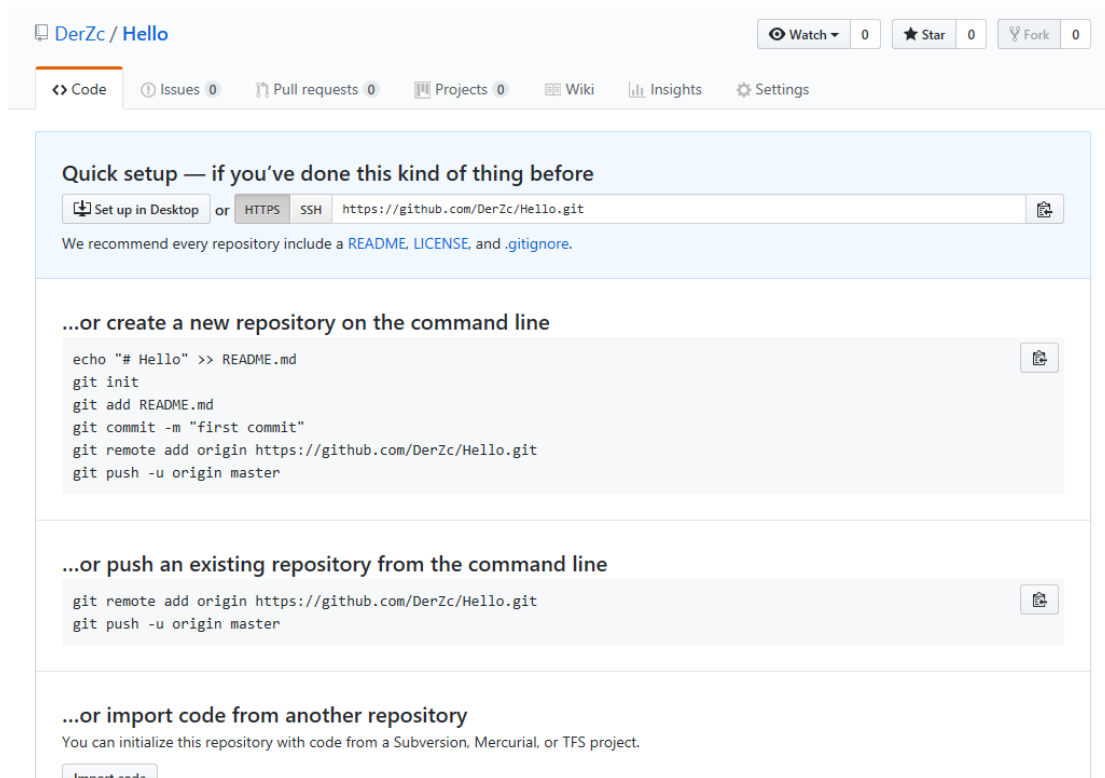 DerZc / Hello
Watch 0 Star 0 Fork 0
Code Issues 0 Pull requests 0 Projects 0 Wiki Insights Settings
Quick setup — if you’ve done this kind of thing before
Set up in Desktop or HTTPS SSH https://github.com/DerZc/Hello.git
We recommend every repository include a README, LICENSE, and .gitignore.
…or create a new repository on the command line
echo "# Hello" >> README.md
git init
git add README.md
git commit -m "first commit"
git remote add origin https://github.com/DerZc/Hello.git
git push -u origin master
…or push an existing repository from the command line
git remote add origin https://github.com/DerZc/Hello.git
git push -u origin master
…or import code from another repository
You can initialize this repository with code from a Subversion, Mercurial, or TFS project.
Import code